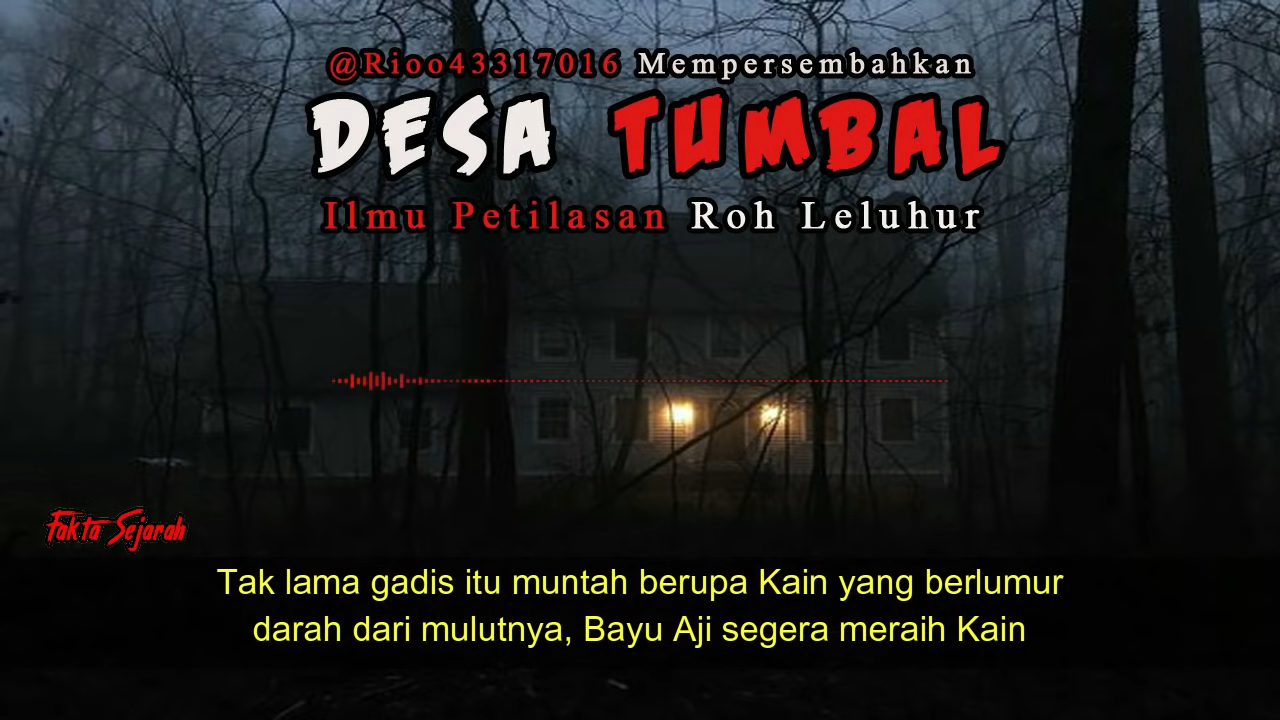 @Rioo43317016 Mempersembahkan
DESA TUMBAL
Ilmu Petilasan Roh Leluhur
Fakta Sejarah
Tak lama gadis itu muntah berupa Kain yang berlumur
darah dari mulutnya, Bayu Aji segera meraih Kain